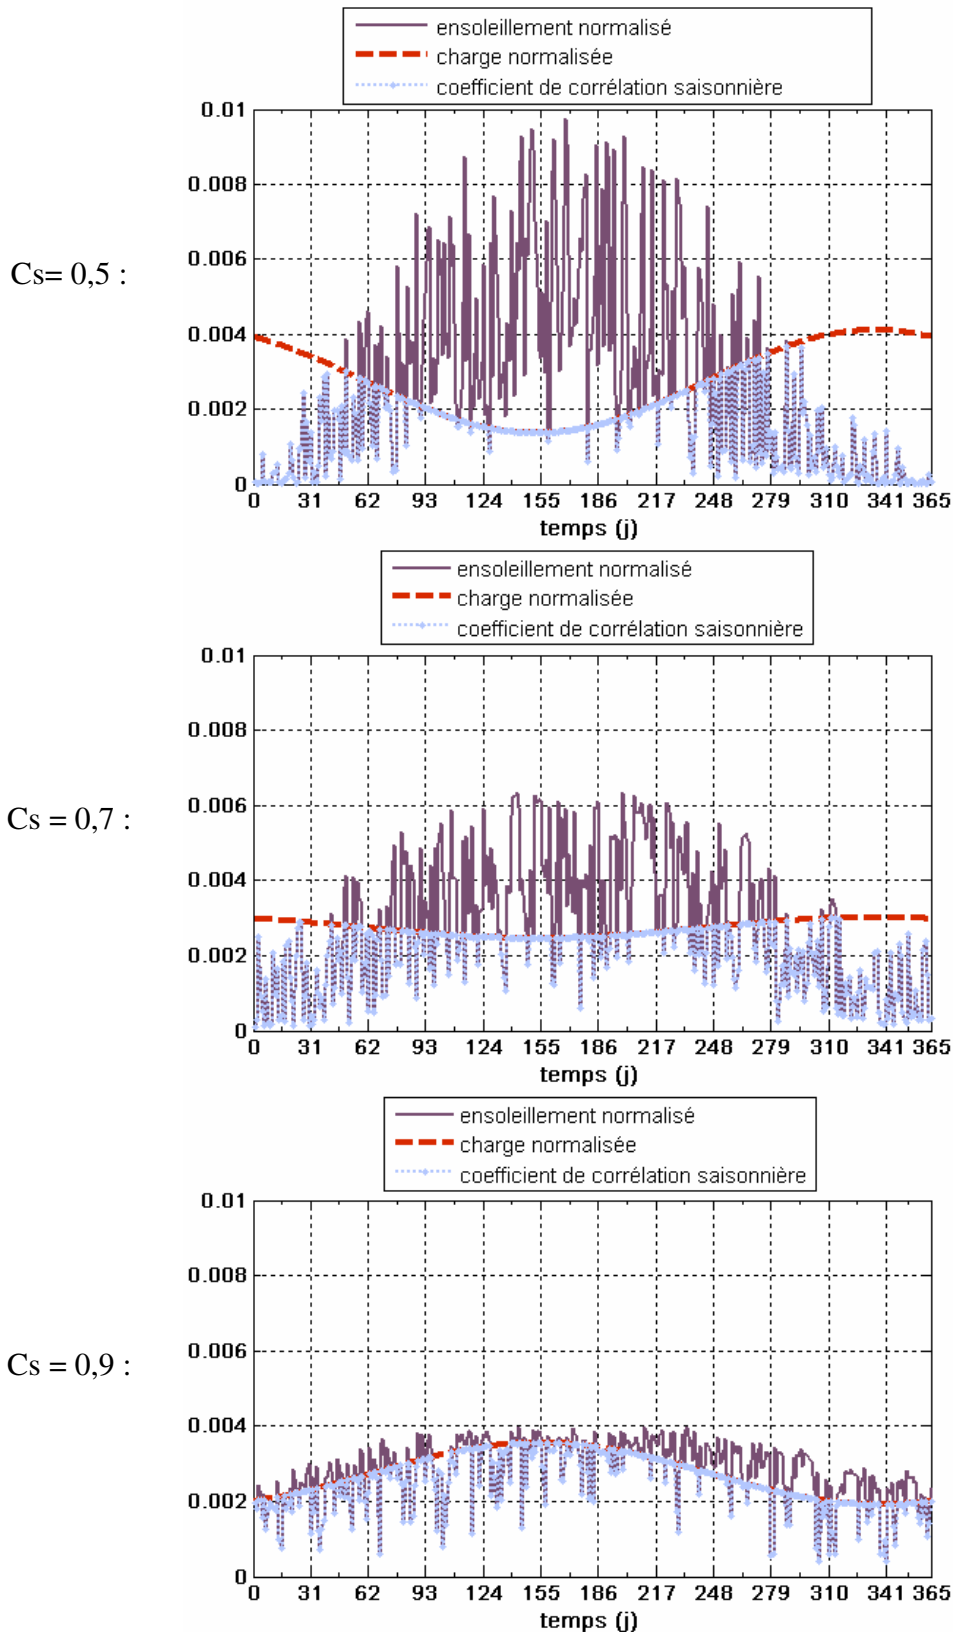 ensoleillement normalisé
charge normalisée
coefficient de corrélation saisonnière
Cs= 0,5 :
0.01
0.008
0.006
0.004
0.002
0
0 31 62 93 124 155 186 217 248 279 310 341 365
temps (j)
ensoleillement normalisé
charge normalisée
coefficient de corrélation saisonnière
Cs = 0,7 :
0.01
0.008
0.006
0.004
0.002
0
0 31 62 93 124 155 186 217 248 279 310 341 365
temps (j)
ensoleillement normalisé
charge normalisée
coefficient de corrélation saisonnière
Cs = 0,9 :
0.01
0.008
0.006
0.004
0.002
0
0 31 62 93 124 155 186 217 248 279 310 341 365
temps (j)